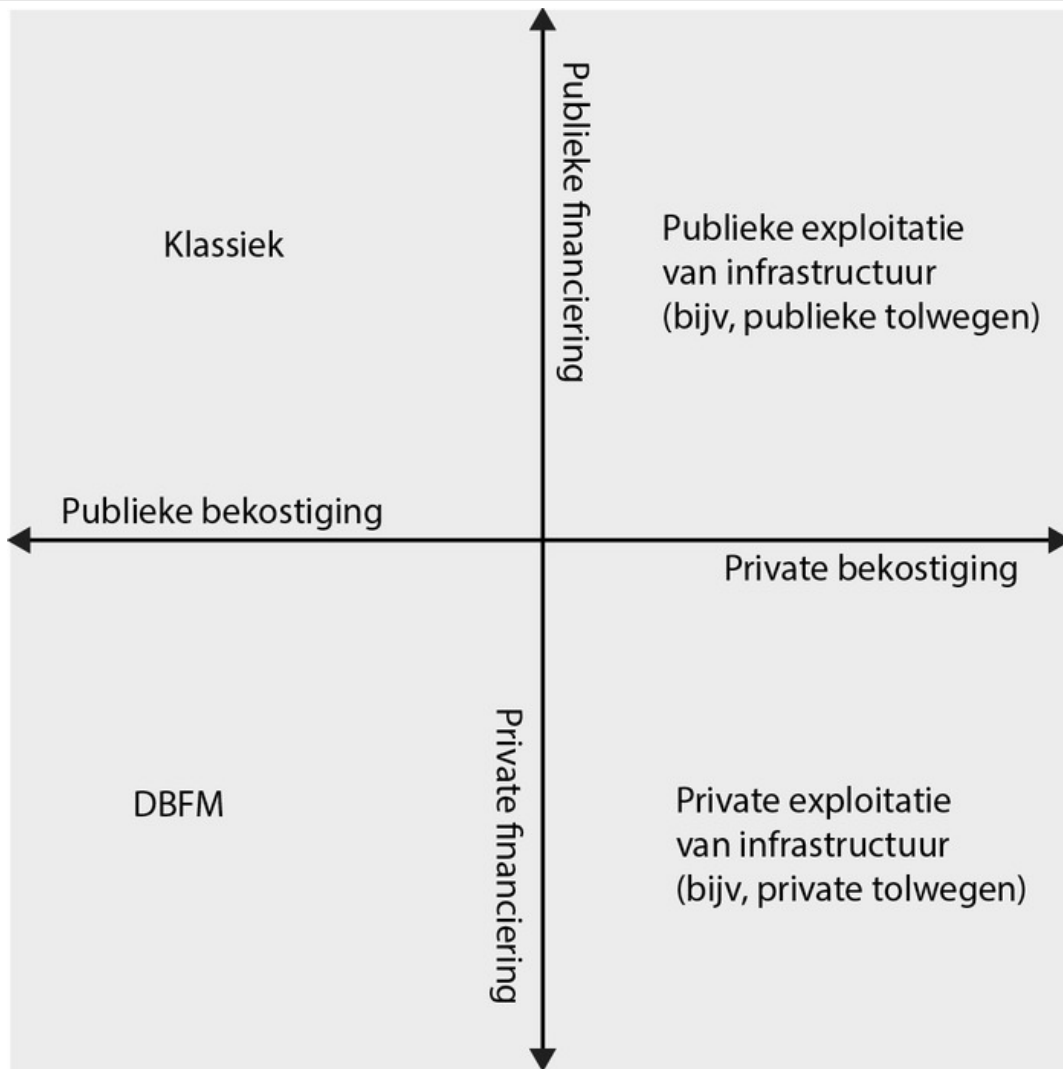 Publieke financiering
Klassiek
Publieke exploitatie
van infrastructuur
(bijv, publieke tolwegen)
Publieke bekostiging
Private bekostiging
Private financiering
DBFM
Private exploitatie
van infrastructuur
(bijv, private tolwegen)